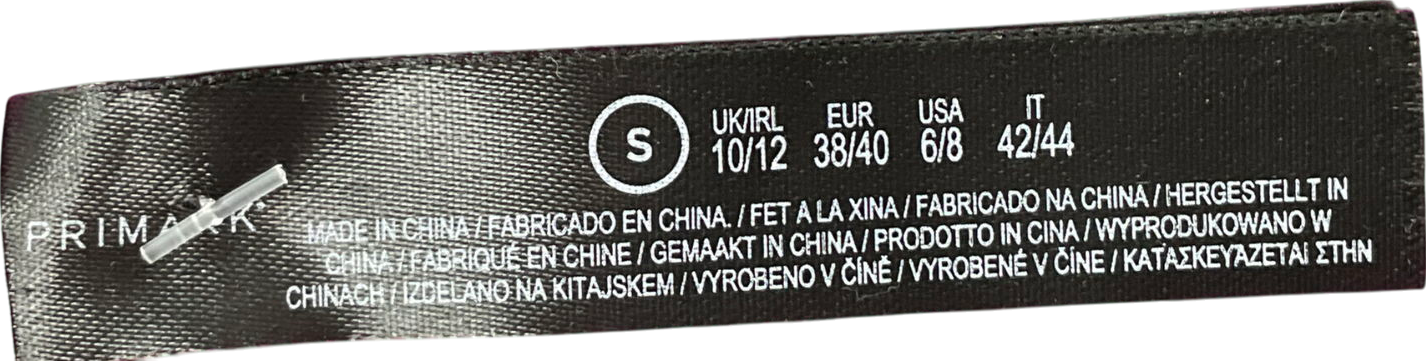 S
UK/IRL EUR USA IT
10/12 38/40 6/8 42/44
PRIMARK
MADE IN CHINA / FABRICADO EN CHINA. / FET A LA XINA / FABRICADO NA CHINA / HERGESTELLT IN
CHINA / FABRIQUÉ EN CHINE / GEMAAKT IN CHINA / PRODOTTO IN CINA / WYPRODUKOWANO W
CHINACH / IZDELANO NA KITAJSKEM / VYROBENO V ČÍNĚ / VYROBENÉ V ČÍNE / ΚΑΤΑΣΚΕΥΆΖΕΤΑΙ ΣΤΗΝ